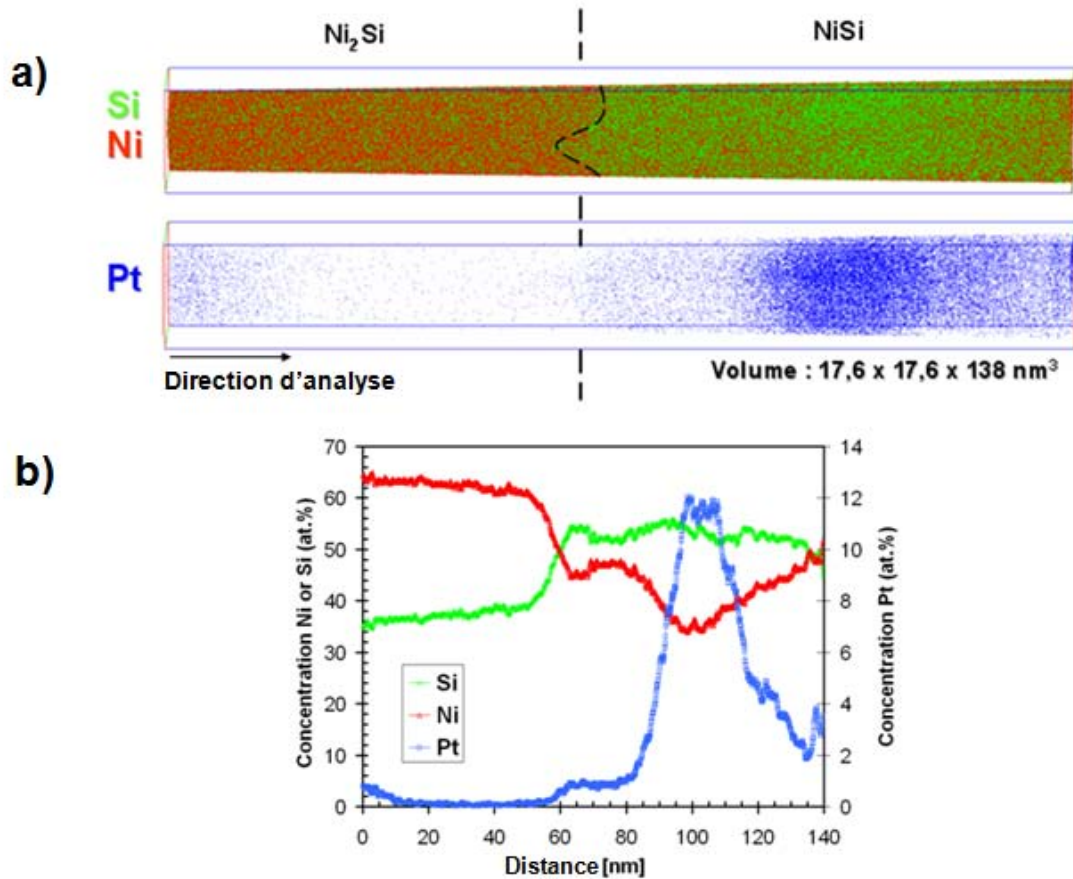 Ni₂Si NiSi
a)
Si
Ni
Pt
Direction d'analyse
Volume : 17,6 x 17,6 x 138 nm³
b)
70 14
60 12
50 10
40 8
30 6
20 4
10 2
0 0
Concentration Ni or Si (at.%)
Concentration Pt (at.%)
Si
Ni
Pt
0 20 40 60 80 100 120 140
Distance [nm]